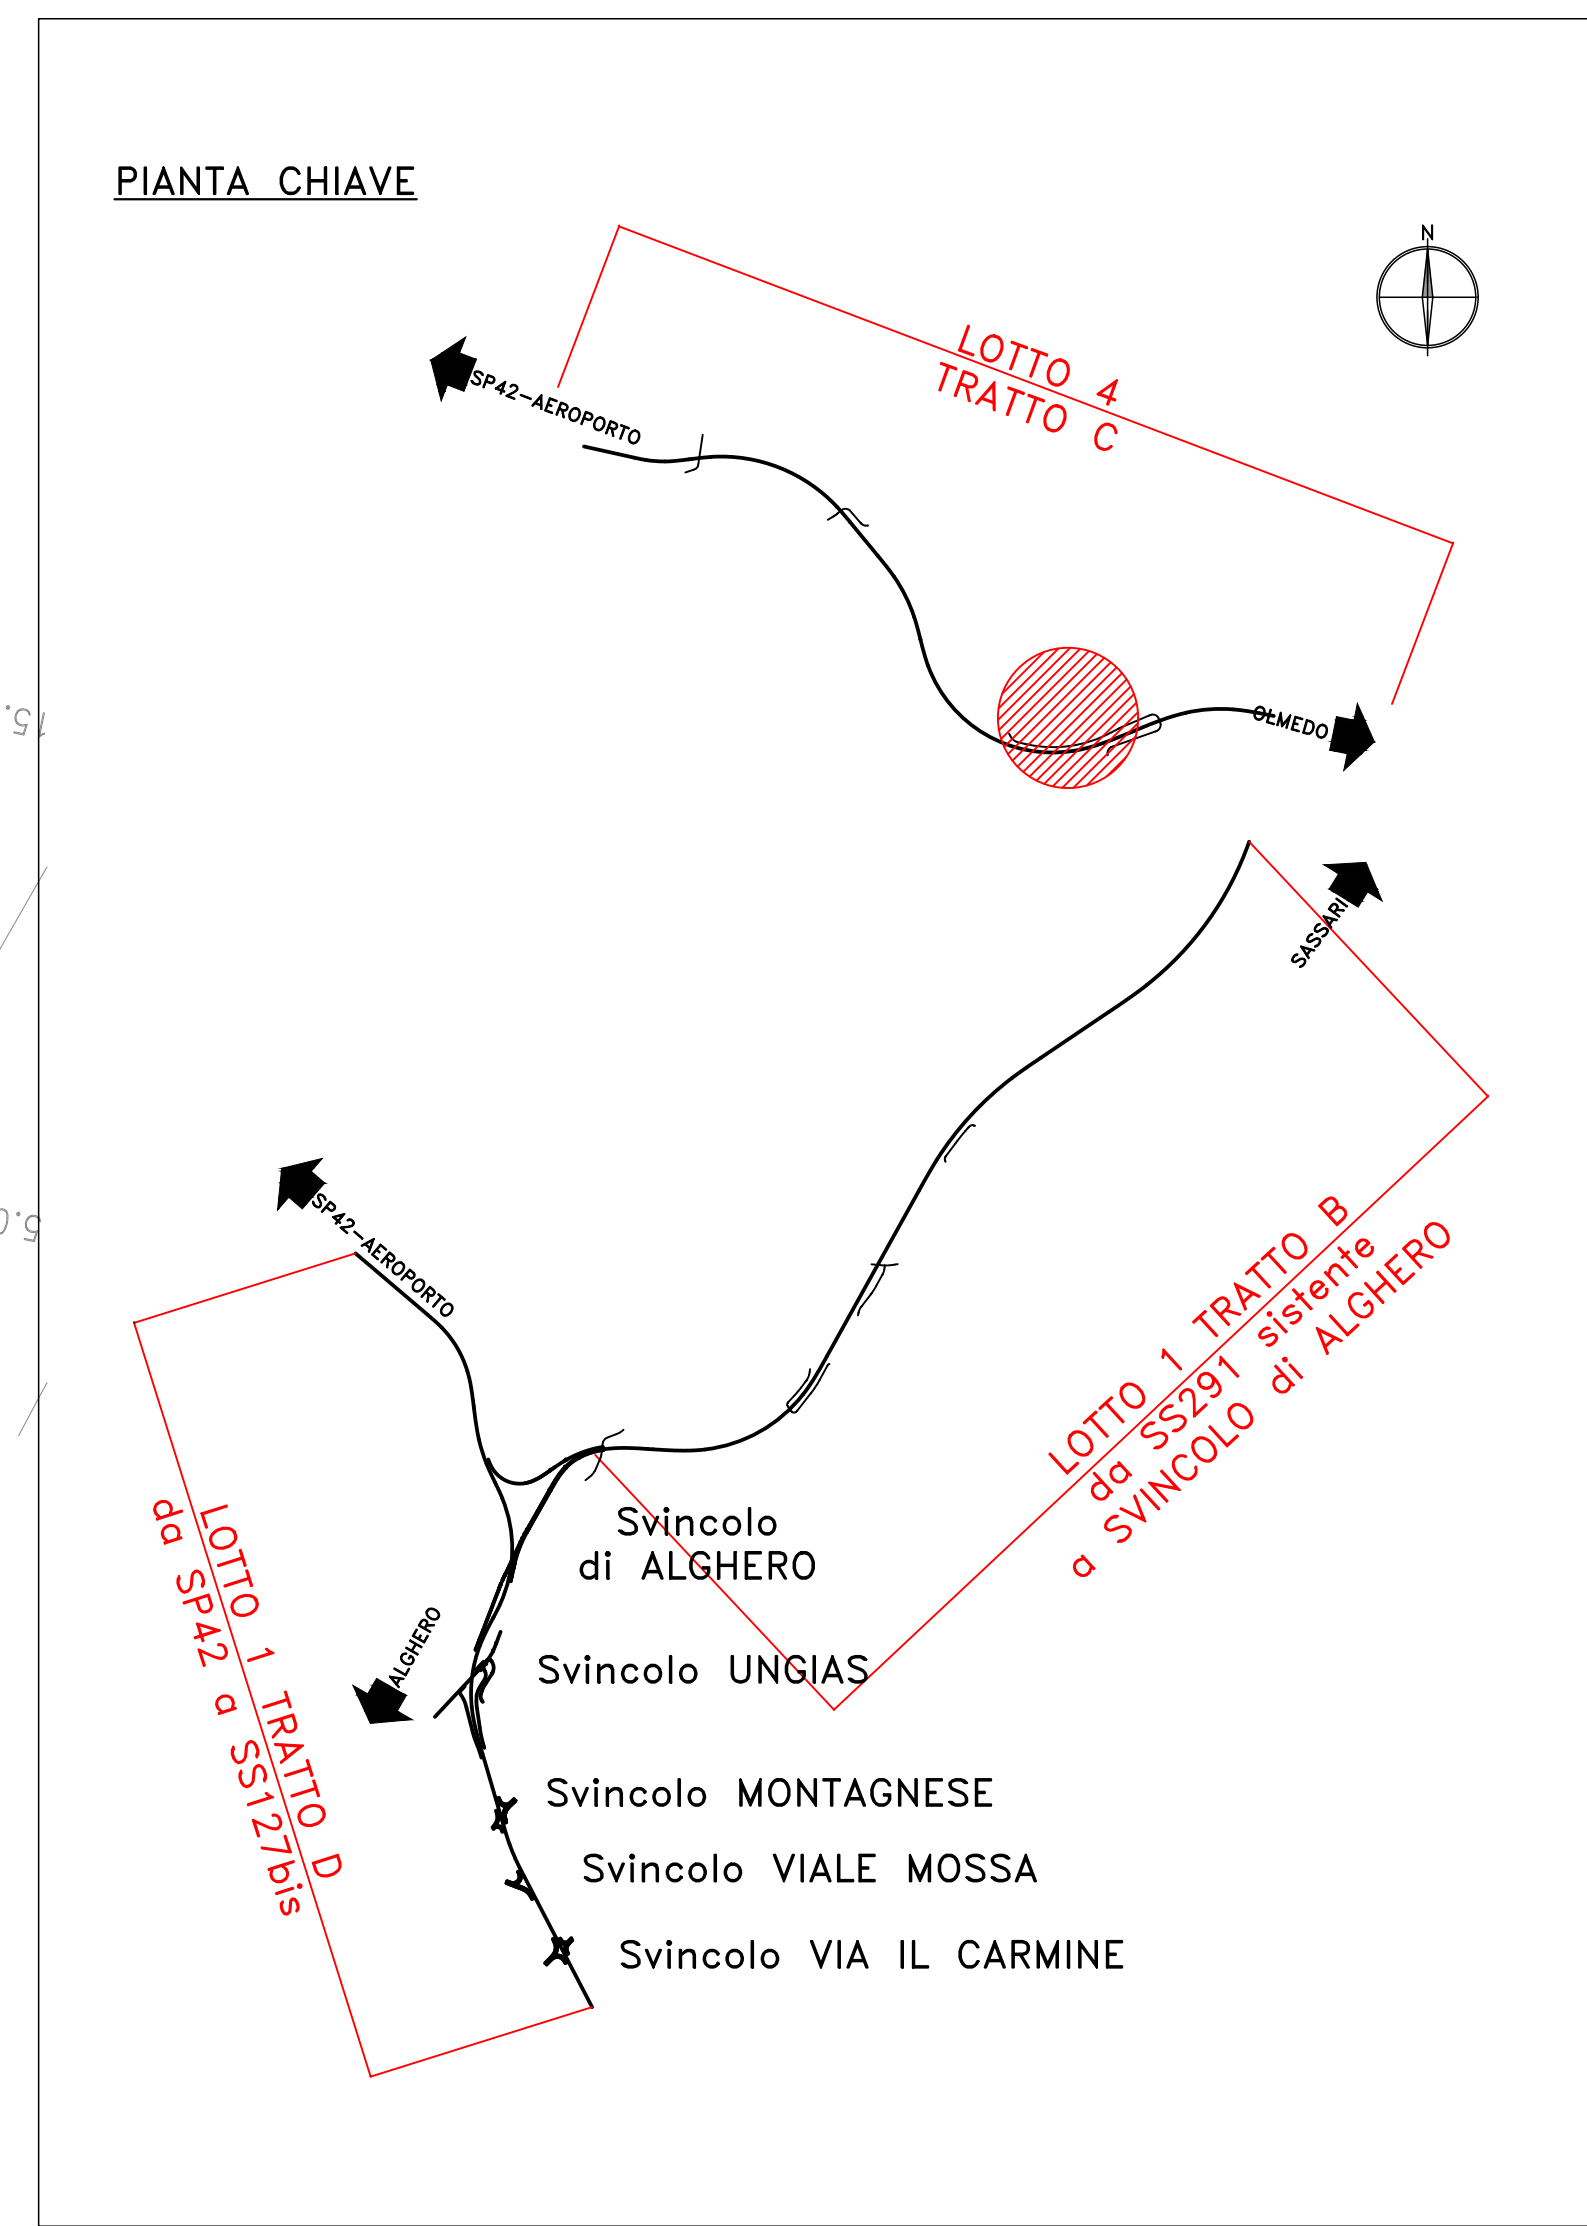 PIANTA CHIAVE
N
LOTTO 4
TRATTO C
SP42-AEROPORTO
OLMEDO
15.
SASSARI
SP42-AEROPORTO
LOTTO 1 TRATTO B
da SS291 sistente
a SVINCOLO di ALGHERO
Svincolo
di ALGHERO
LOTTO 1 TRATTO D
da SP42 a SS127bis
ALGHERO
Svincolo UNGIAS
Svincolo MONTAGNESE
Svincolo VIALE MOSSA
Svincolo VIA IL CARMINE